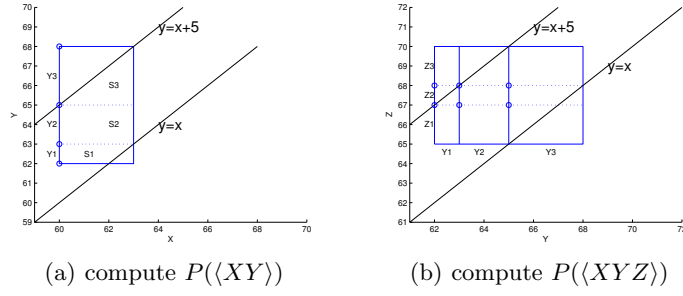 70
69
68
67
66
65
64
63
62
61
60
59
Y
60
62
64
66
68
70
X
y=x+5
y=x
Y3
Y2
Y1
S3
S2
S1
(a) compute P(⟨XY⟩)
70
69
68
67
66
65
64
63
62
61
Z
62
64
66
68
70
72
Y
y=x+5
y=x
Z3
Z2
Z1
Y1
Y2
Y3
(b) compute P(⟨XYZ⟩)